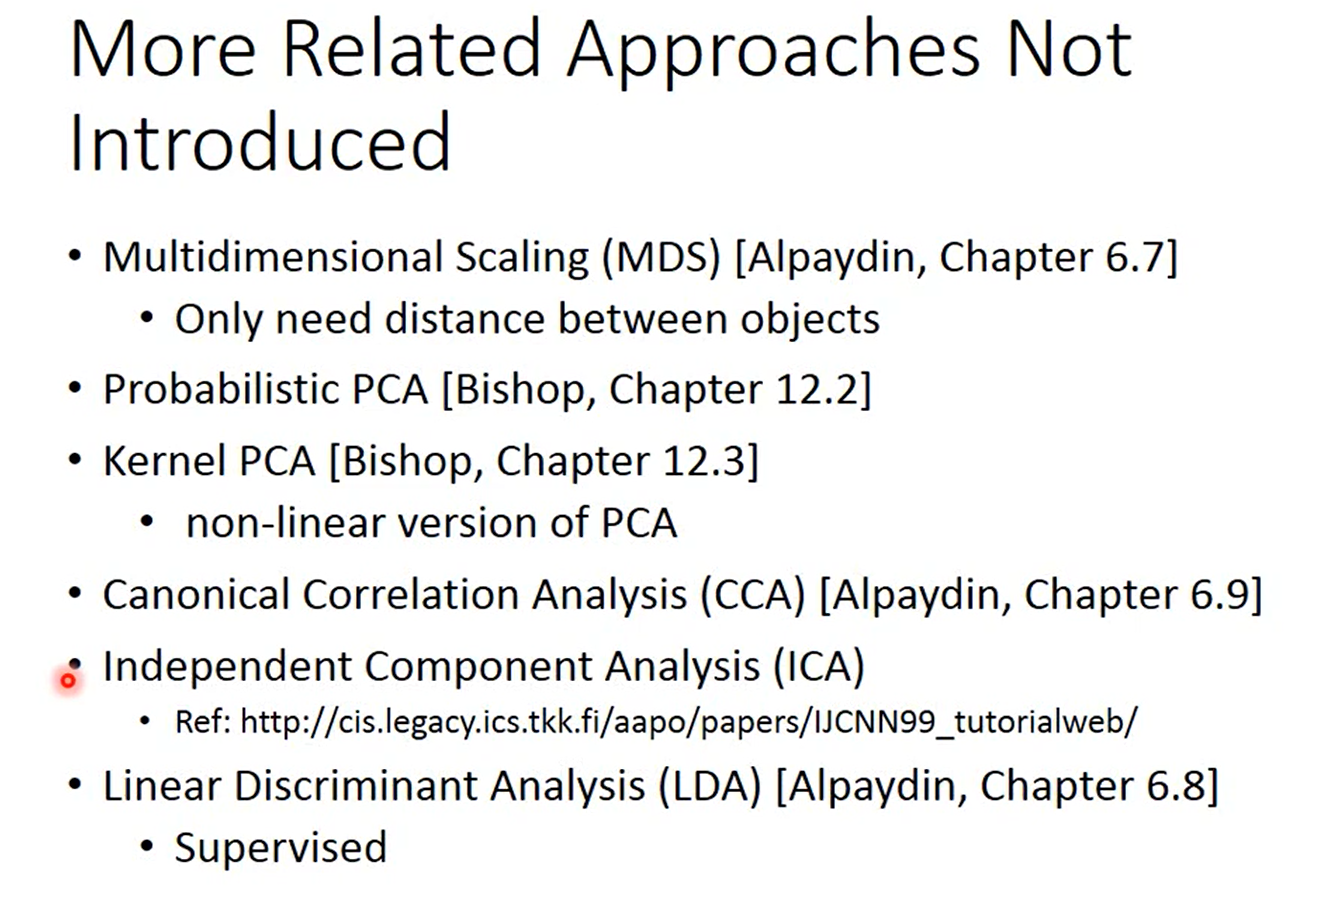 More Related Approaches Not
Introduced
• Multidimensional Scaling (MDS) [Alpaydin, Chapter 6.7]
• Only need distance between objects
• Probabilistic PCA [Bishop, Chapter 12.2]
• Kernel PCA [Bishop, Chapter 12.3]
• non-linear version of PCA
• Canonical Correlation Analysis (CCA) [Alpaydin, Chapter 6.9]
• Independent Component Analysis (ICA)
• Ref: http://cis.legacy.ics.tkk.fi/aapo/papers/IJCNN99_tutorialweb/
• Linear Discriminant Analysis (LDA) [Alpaydin, Chapter 6.8]
• Supervised